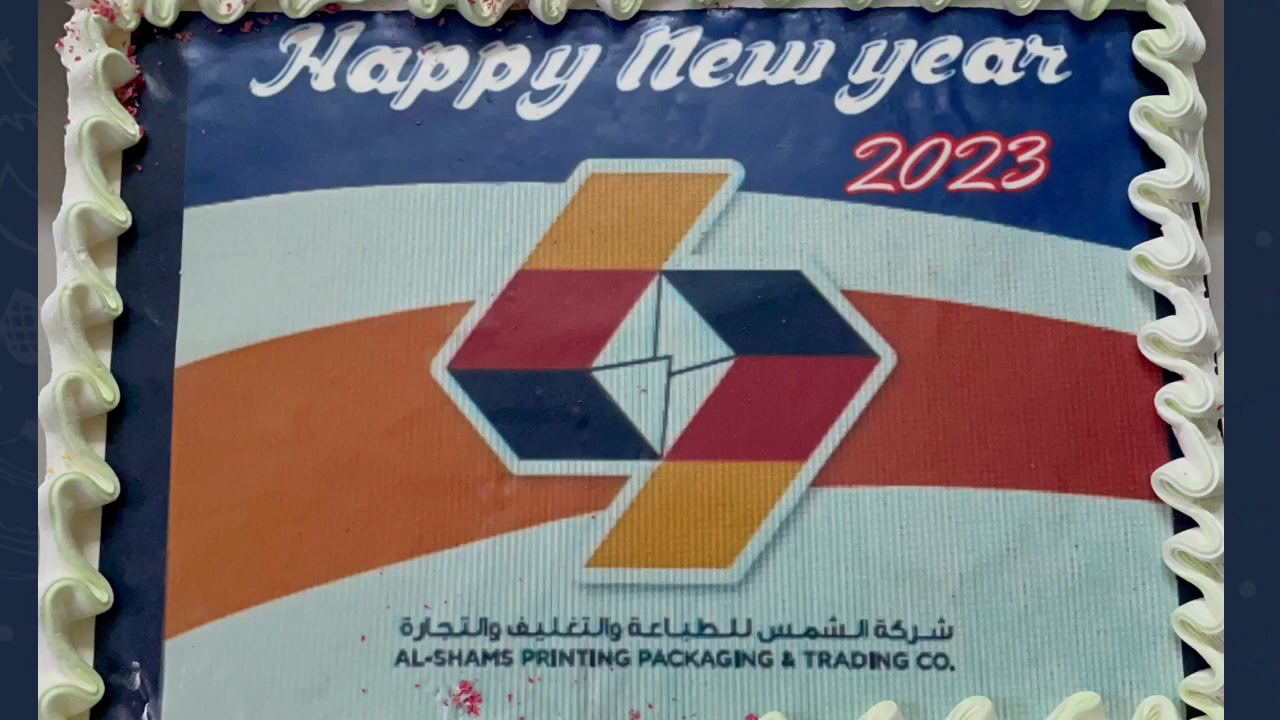 Happy New year
2023
شركة الشمس للطباعة والتغليف والتجارة
AL-SHAMS PRINTING PACKAGING & TRADING CO.